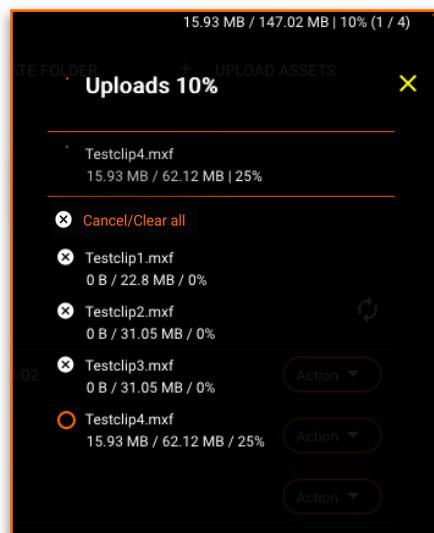 15.93 MB / 147.02 MB | 10% (1 / 4)
ATE FOLDER + UPLOAD ASSETS
Uploads 10%
Testclip4.mxf
15.93 MB / 62.12 MB | 25%
Cancel/Clear all
Testclip1.mxf
0 B / 22.8 MB / 0%
Testclip2.mxf
0 B / 31.05 MB / 0%
Testclip3.mxf
0 B / 31.05 MB / 0%
:02
Action
Testclip4.mxf
15.93 MB / 62.12 MB / 25%
Action
Action